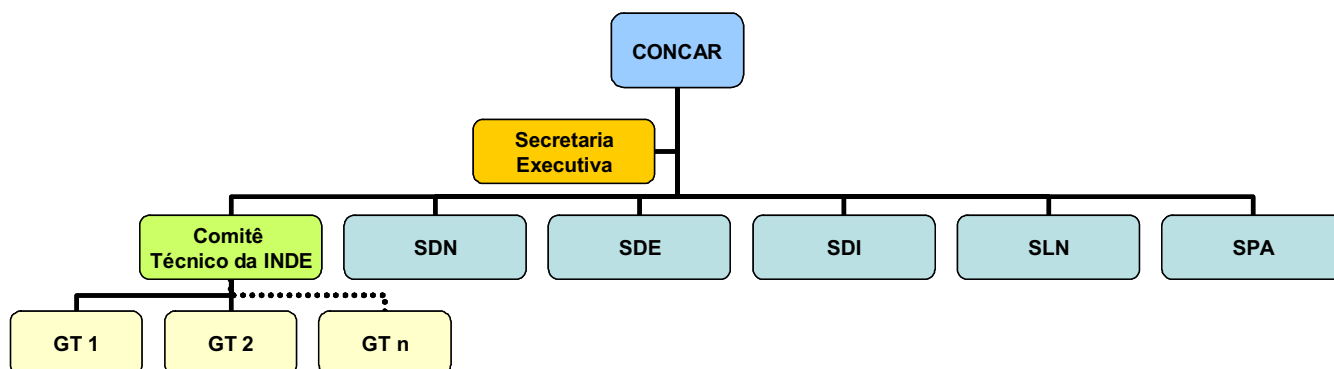 CONCAR
Secretaria
Executiva
Comitê
Técnico da INDE
SDN
SDE
SDI
SLN
SPA
GT 1
GT 2
GT n